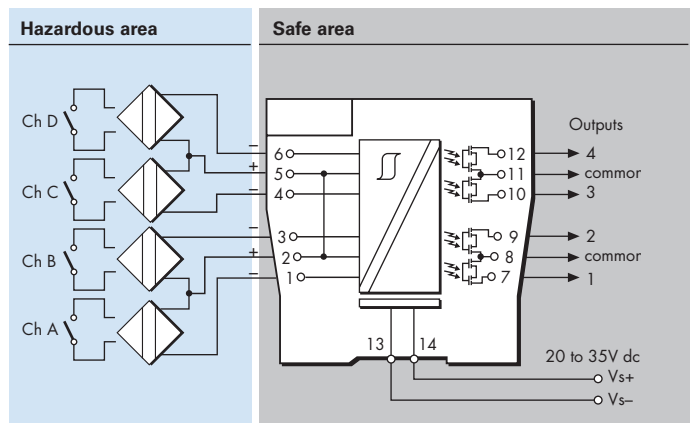 Hazardous area
Safe area
Ch D
Ch C
Ch B
Ch A
−
6
+
5
−
4
−
3
+
2
−
1
Outputs
12
4
11
commor
10
3
9
2
8
commor
7
1
13
14
20 to 35V dc
Vs+
Vs−